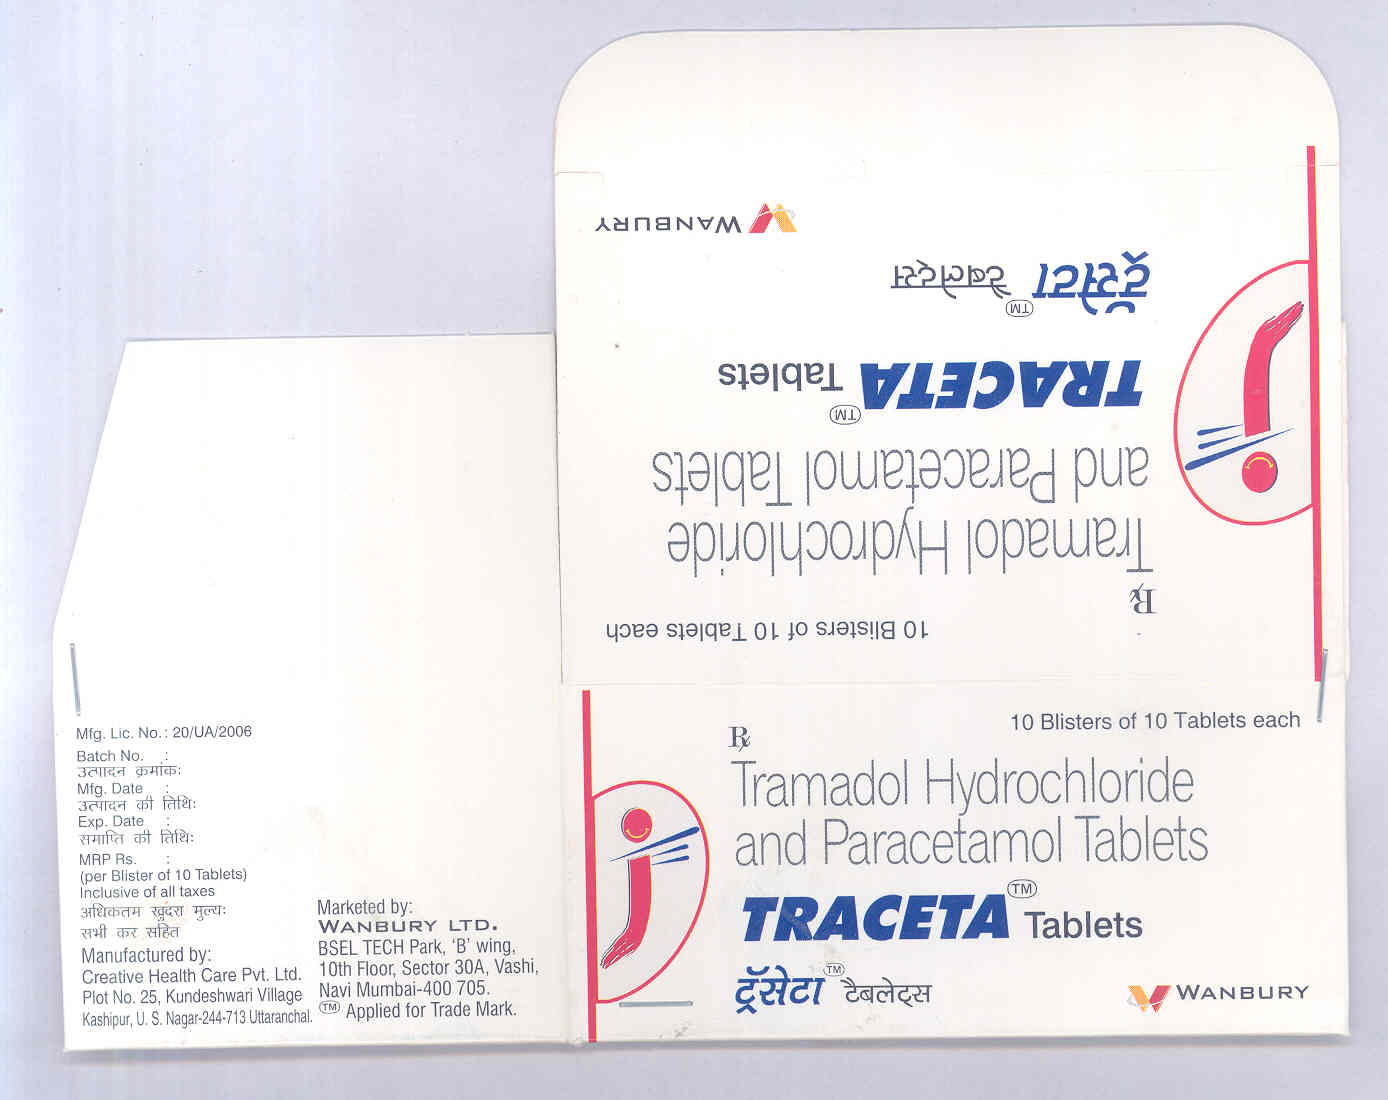 WANBURY
ट्रॅसेटा TM टैबलेट्स
TRACETA TM Tablets
and Paracetamol Tablets
Tramadol Hydrochloride
Rx
10 Blisters of 10 Tablets each
10 Blisters of 10 Tablets each
Rx
Tramadol Hydrochloride
and Paracetamol Tablets
TRACETA TM Tablets
ट्रॅसेटा TM टैबलेट्स
WANBURY
Mfg. Lic. No. : 20/UA/2006
Batch No. :
उत्पादन क्रमांक:
Mfg. Date :
उत्पादन की तिथि:
Exp. Date :
समाप्ति की तिथि:
MRP Rs. :
(per Blister of 10 Tablets)
Inclusive of all taxes
अधिकतम खुदरा मुल्य:
सभी कर सहित
Manufactured by:
Creative Health Care Pvt. Ltd.
Plot No. 25, Kundeshwari Village
Kashipur, U. S. Nagar-244-713 Uttaranchal.
Marketed by:
WANBURY LTD.
BSEL TECH Park, 'B' wing,
10th Floor, Sector 30A, Vashi,
Navi Mumbai-400 705.
TM Applied for Trade Mark.